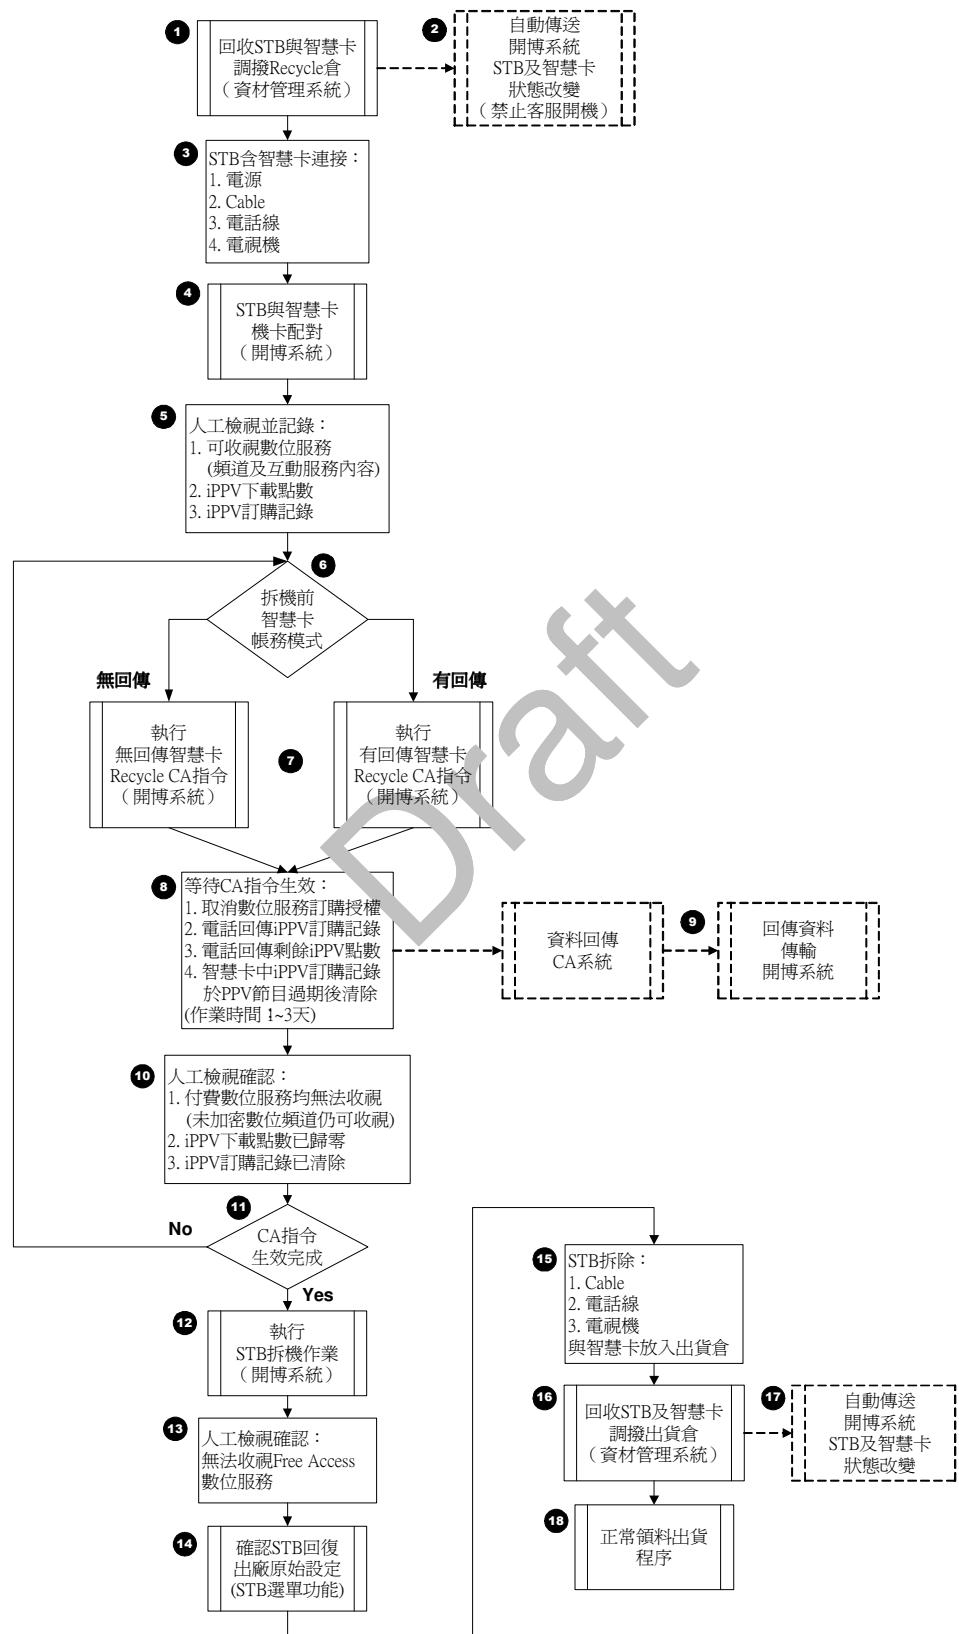 1
回收STB與智慧卡
調撥Recycle倉
（資材管理系統）
2
自動傳送
開博系統
STB及智慧卡
狀態改變
（禁止客服開機）
3
STB含智慧卡連接：
1. 電源
2. Cable
3. 電話線
4. 電視機
4
STB與智慧卡
機卡配對
（開博系統）
5
人工檢視並記錄：
1. 可收視數位服務
(頻道及互動服務內容)
2. iPPV下載點數
3. iPPV訂購記錄
6
拆機前
智慧卡
帳務模式
無回傳
有回傳
執行
無回傳智慧卡
Recycle CA指令
（開博系統）
7
執行
有回傳智慧卡
Recycle CA指令
（開博系統）
Draft
8
等待CA指令生效：
1. 取消數位服務訂購授權
2. 電話回傳iPPV訂購記錄
3. 電話回傳剩餘iPPV點數
4. 智慧卡中iPPV訂購記錄
於PPV節目過期後清除
(作業時間：1~3天)
資料回傳
CA系統
9
回傳資料
傳輸
開博系統
10
人工檢視確認：
1. 付費數位服務均無法收視
(未加密數位頻道仍可收視)
2. iPPV下載點數已歸零
3. iPPV訂購記錄已清除
11
CA指令
生效完成
No
Yes
12
執行
STB拆機作業
（開博系統）
13
人工檢視確認：
無法收視Free Access
數位服務
14
確認STB回復
出廠原始設定
(STB選單功能)
15
STB拆除：
1. Cable
2. 電話線
3. 電視機
與智慧卡放入出貨倉
16
回收STB及智慧卡
調撥出貨倉
（資材管理系統）
17
自動傳送
開博系統
STB及智慧卡
狀態改變
18
正常領料出貨
程序